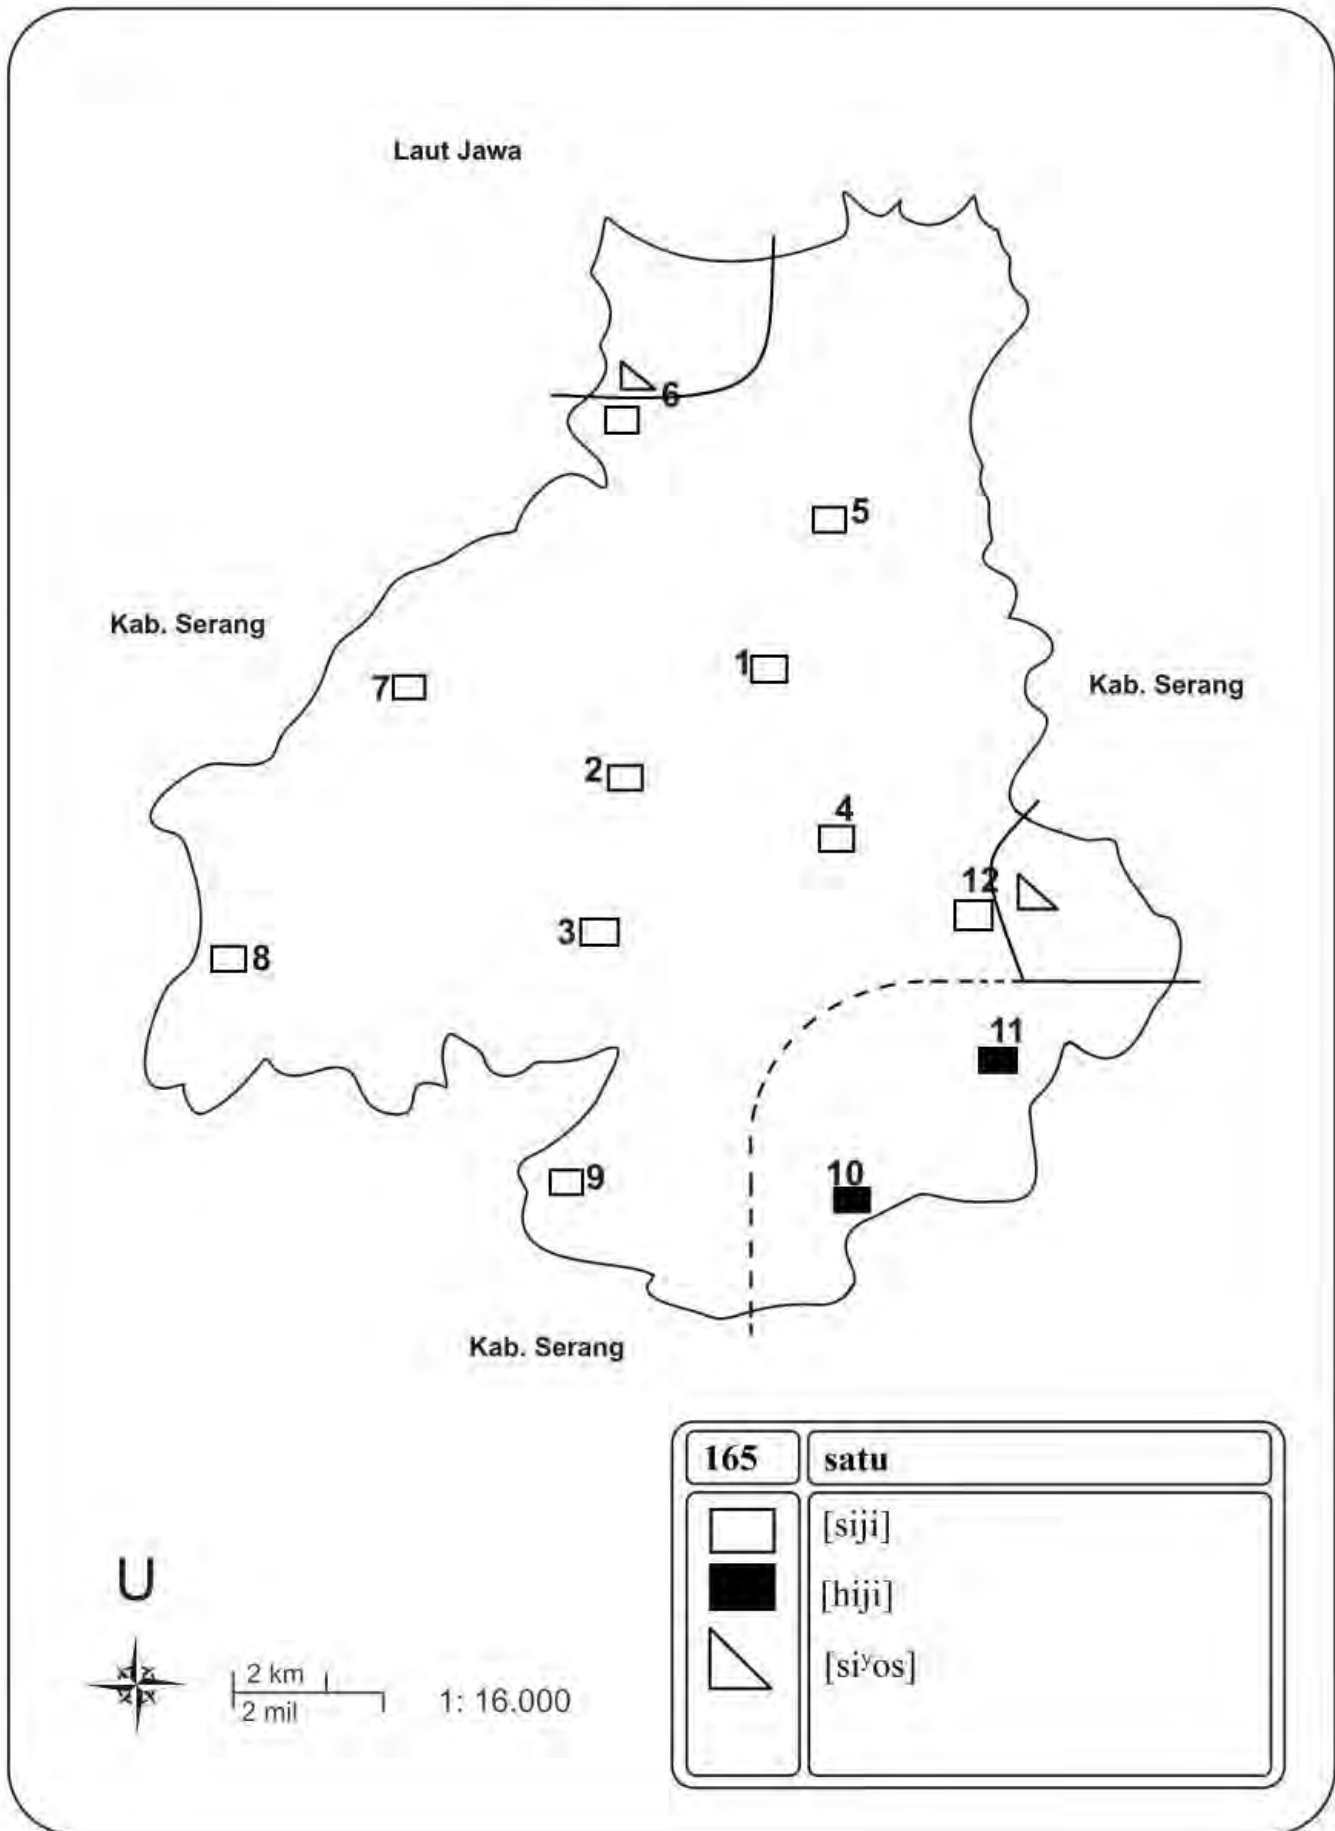 Laut Jawa
6
5
Kab. Serang
1
7
Kab. Serang
2
4
12
3
8
11
10
9
Kab. Serang
165 satu
[siji]
[hiji]
[siʸos]
U
2 km
2 mil
1: 16.000